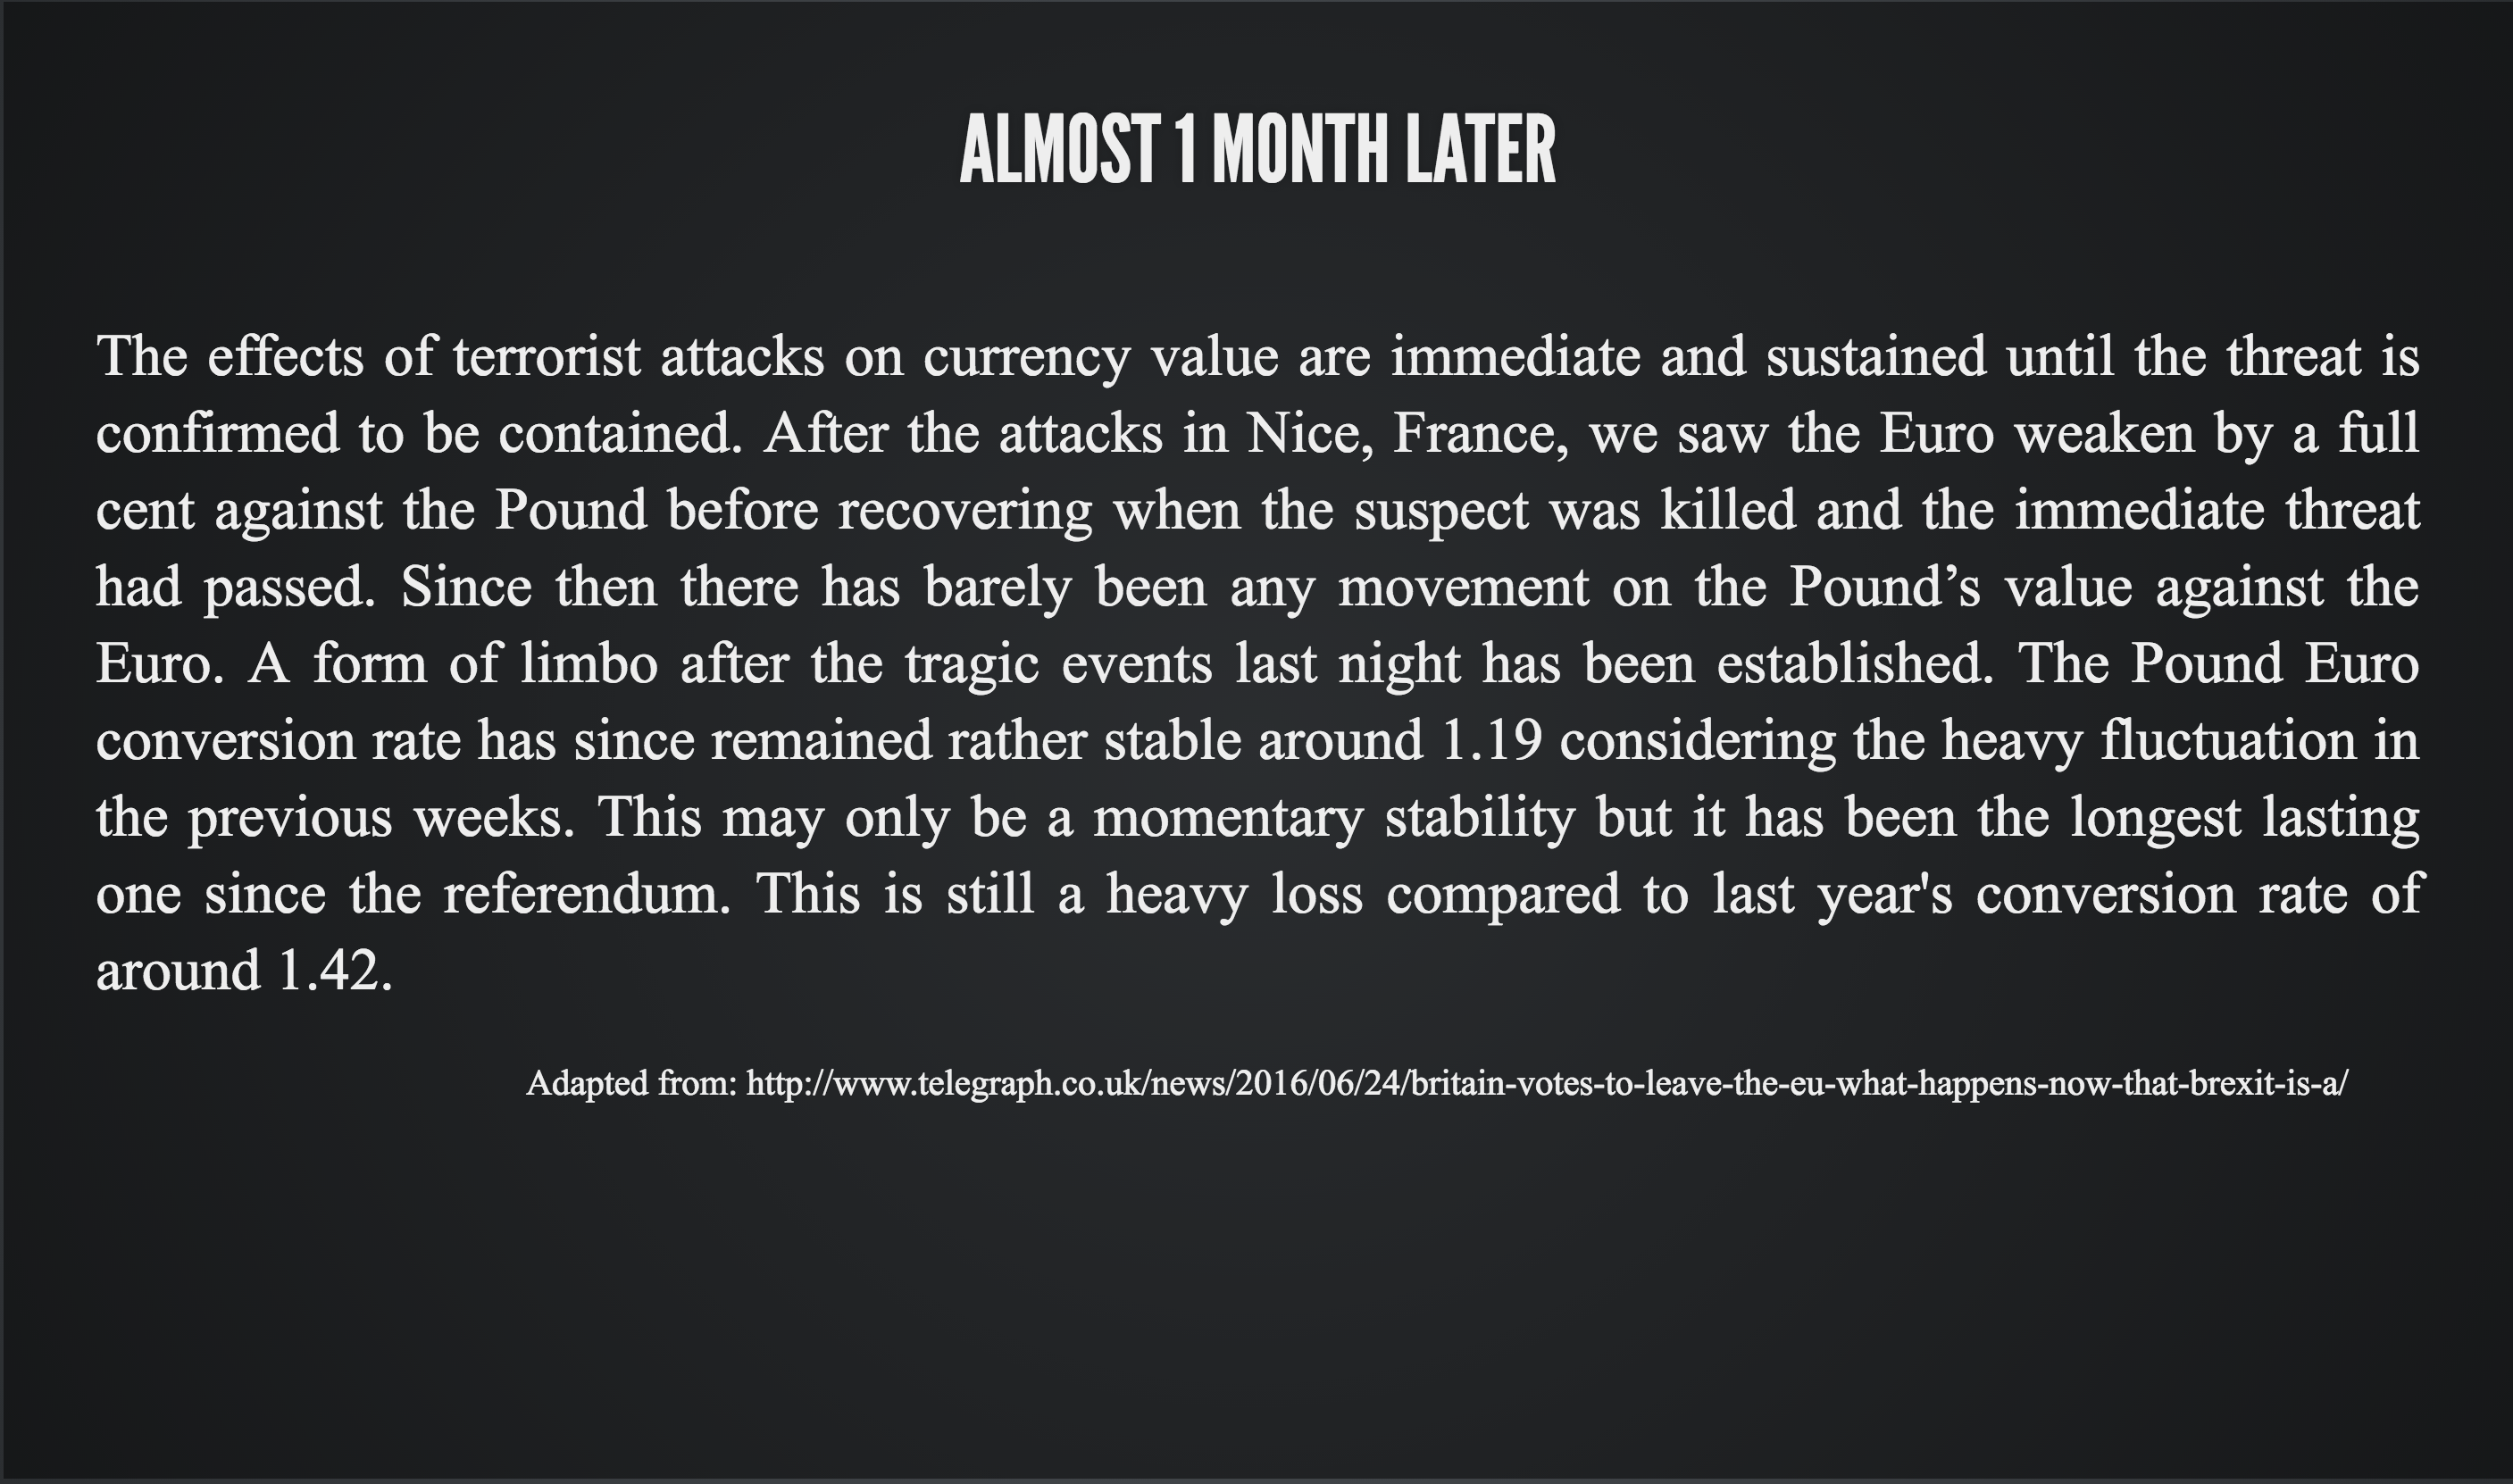 ALMOST 1 MONTH LATER
The effects of terrorist attacks on currency value are immediate and sustained until the threat is
confirmed to be contained. After the attacks in Nice, France, we saw the Euro weaken by a full
cent against the Pound before recovering when the suspect was killed and the immediate threat
had passed. Since then there has barely been any movement on the Pound’s value against the
Euro. A form of limbo after the tragic events last night has been established. The Pound Euro
conversion rate has since remained rather stable around 1.19 considering the heavy fluctuation in
the previous weeks. This may only be a momentary stability but it has been the longest lasting
one since the referendum. This is still a heavy loss compared to last year's conversion rate of
around 1.42.
Adapted from: http://www.telegraph.co.uk/news/2016/06/24/britain-votes-to-leave-the-eu-what-happens-now-that-brexit-is-a/